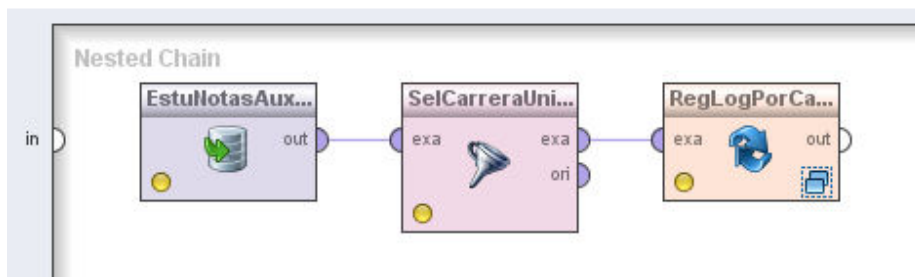 Nested Chain
EstuNotasAux...
SelCarreraUni...
RegLogPorCa...
in
out
exa
exa
exa
out
ori